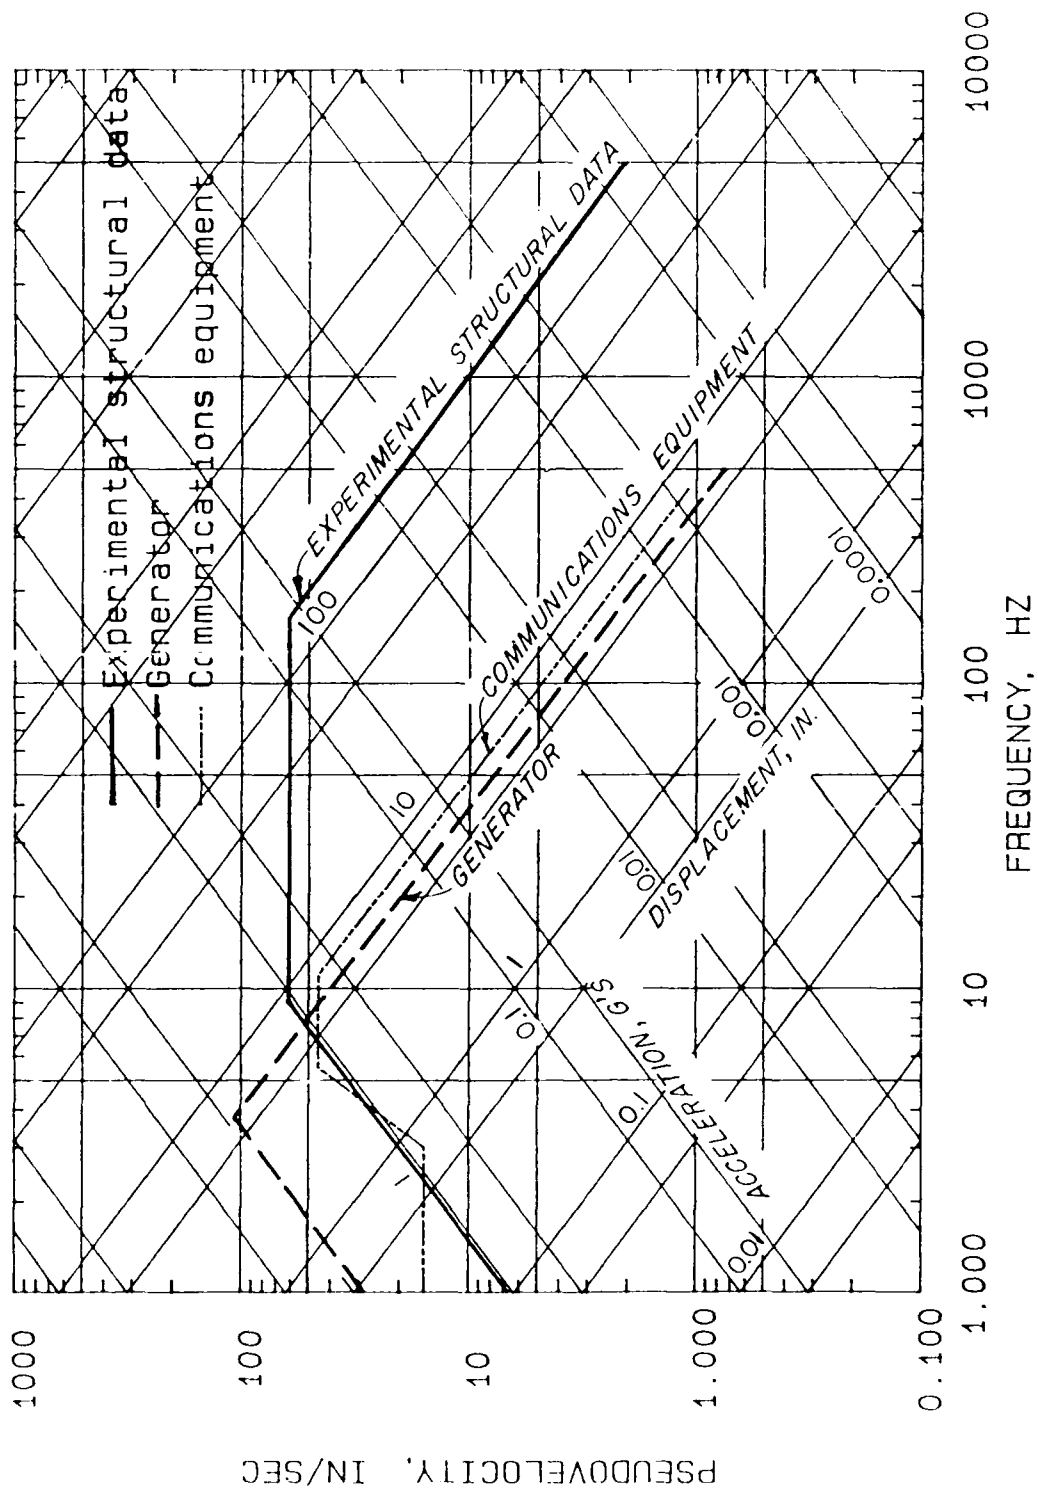 Experimental structural data
Generator
Communications equipment
1000
100
10
1.000
0.100
PSEUDOVELOCITY, IN/SEC
1.000
10
100
1000
10000
FREQUENCY, HZ
EXPERIMENTAL STRUCTURAL DATA
COMMUNICATIONS EQUIPMENT
GENERATOR
100
10
1
1
0.1
0.1
0.01
0.01
0.001
0.0001
ACCELERATION, G'S
DISPLACEMENT, IN.